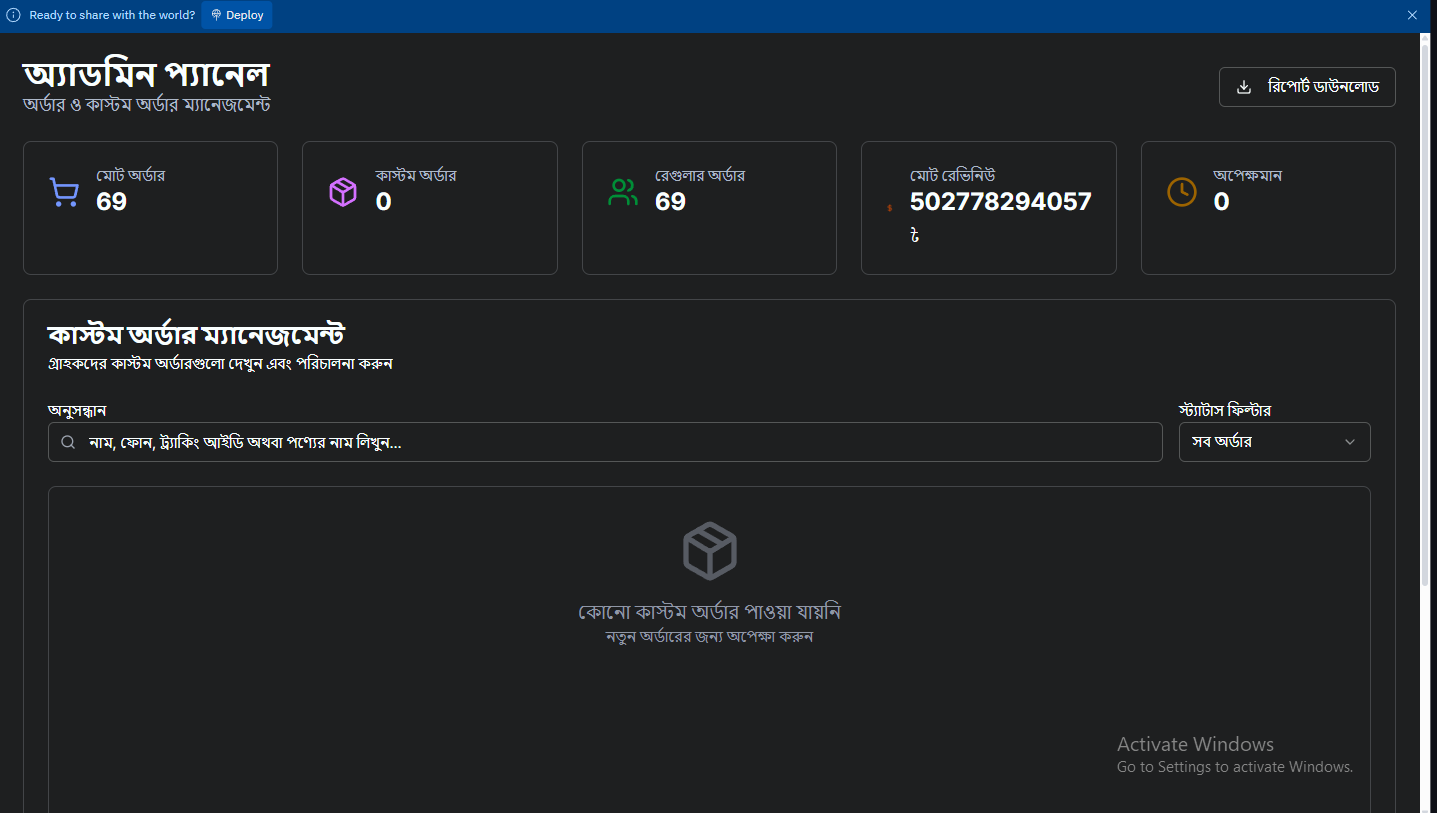 Ready to share with the world?
Deploy
অ্যাডমিন প্যানেল
অর্ডার ও কাস্টম অর্ডার ম্যানেজমেন্ট
রিপোর্ট ডাউনলোড
মোট অর্ডার
69
কাস্টম অর্ডার
0
রেগুলার অর্ডার
69
মোট রেভিনিউ
$
502778294057
৳
অপেক্ষমান
0
কাস্টম অর্ডার ম্যানেজমেন্ট
গ্রাহকদের কাস্টম অর্ডারগুলো দেখুন এবং পরিচালনা করুন
অনুসন্ধান
নাম, ফোন, ট্র্যাকিং আইডি অথবা পণ্যের নাম লিখুন...
স্ট্যাটাস ফিল্টার
সব অর্ডার
কোনো কাস্টম অর্ডার পাওয়া যায়নি
নতুন অর্ডারের জন্য অপেক্ষা করুন
Activate Windows
Go to Settings to activate Windows.